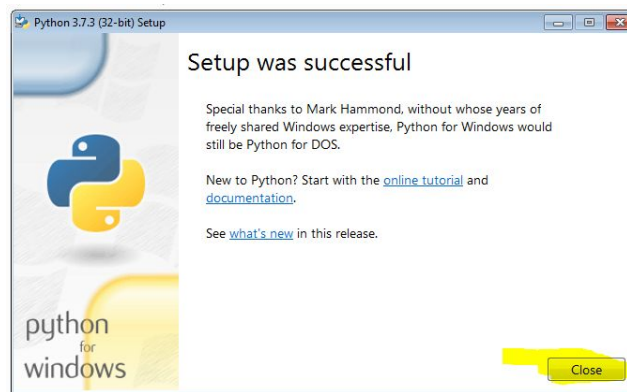 Python 3.7.3 (32-bit) Setup
Setup was successful
Special thanks to Mark Hammond, without whose years of
freely shared Windows expertise, Python for Windows would
still be Python for DOS.
New to Python? Start with the online tutorial and
documentation.
See what's new in this release.
python
for
windows
Close